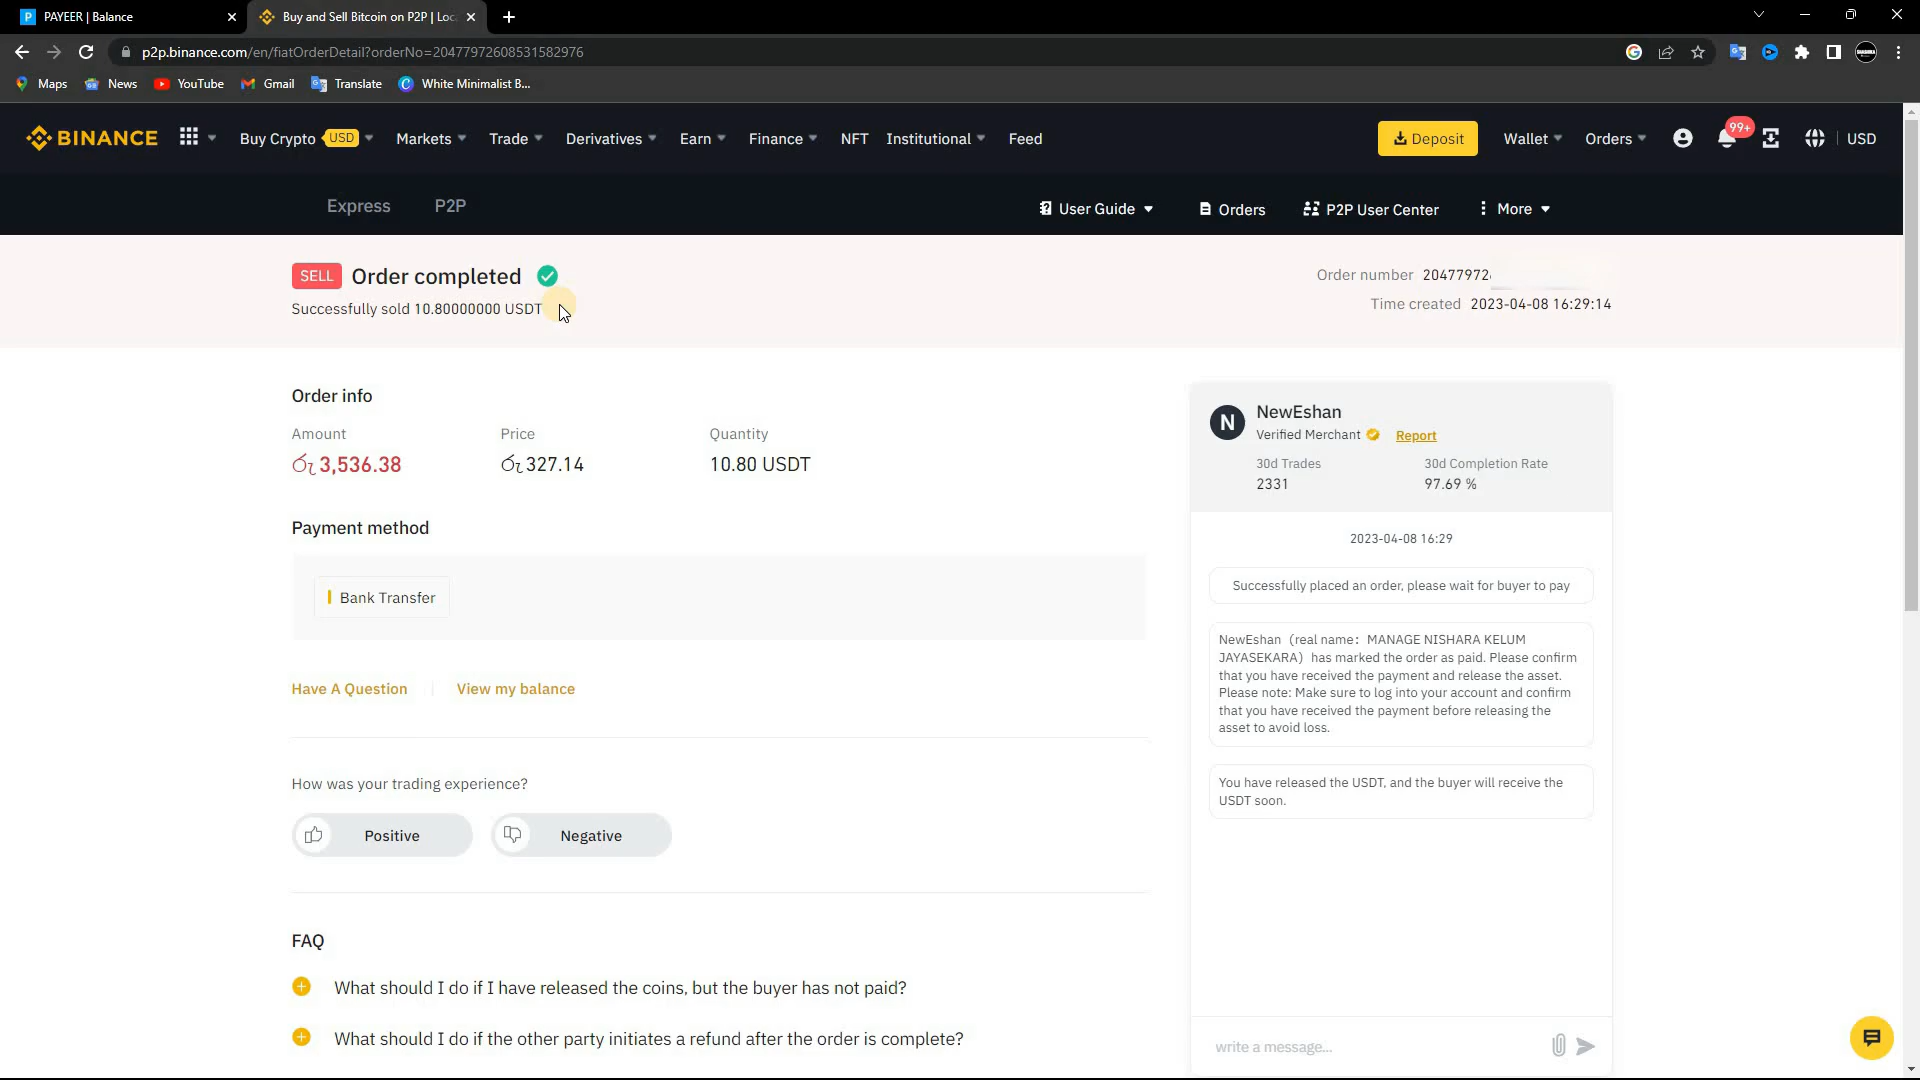 PAYEER | Balance
Buy and Sell Bitcoin on P2P | Loc
p2p.binance.com/en/fiatOrderDetail?orderNo=20477972608531582976
Maps News YouTube Gmail Translate White Minimalist B...
BINANCE Buy Crypto USD Markets Trade Derivatives Earn Finance NFT Institutional Feed Deposit Wallet Orders 99+ USD
Express P2P User Guide Orders P2P User Center More
SELL Order completed
Successfully sold 10.80000000 USDT
Order number 20477972
Time created 2023-04-08 16:29:14
Order info
Amount Price Quantity
රු 3,536.38 රු 327.14 10.80 USDT
Payment method
Bank Transfer
Have A Question View my balance
How was your trading experience?
Positive Negative
FAQ
What should I do if I have released the coins, but the buyer has not paid?
What should I do if the other party initiates a refund after the order is complete?
N NewEshan
Verified Merchant Report
30d Trades 30d Completion Rate
2331 97.69 %
2023-04-08 16:29
Successfully placed an order, please wait for buyer to pay
NewEshan (real name: MANAGE NISHARA KELUM
JAYASEKARA) has marked the order as paid. Please confirm
that you have received the payment and release the asset.
Please note: Make sure to log into your account and confirm
that you have received the payment before releasing the
asset to avoid loss.
You have released the USDT, and the buyer will receive the
USDT soon.
write a message...